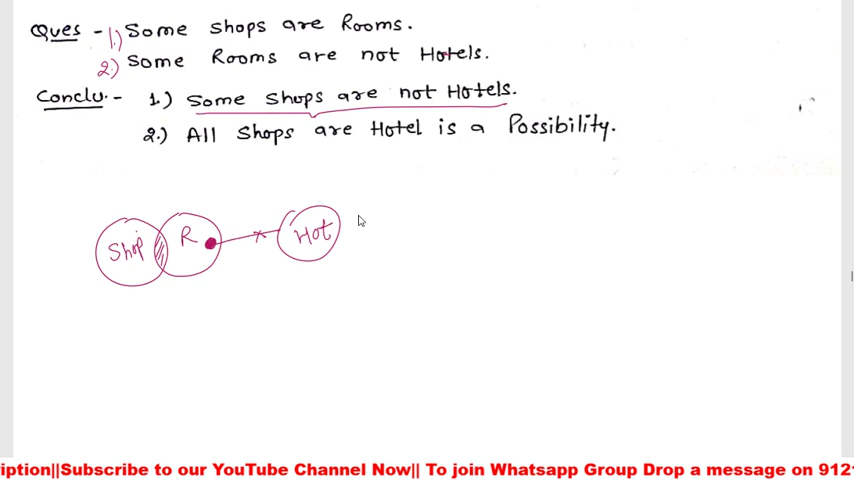 Ques - 1.) Some shops are Rooms.
2.) Some Rooms are not Hotels.
Conclu.- 1.) Some shops are not Hotels.
2.) All shops are Hotel is a Possibility.
Shop R Hot
iption||Subscribe to our YouTube Channel Now|| To join Whatsapp Group Drop a message on 912